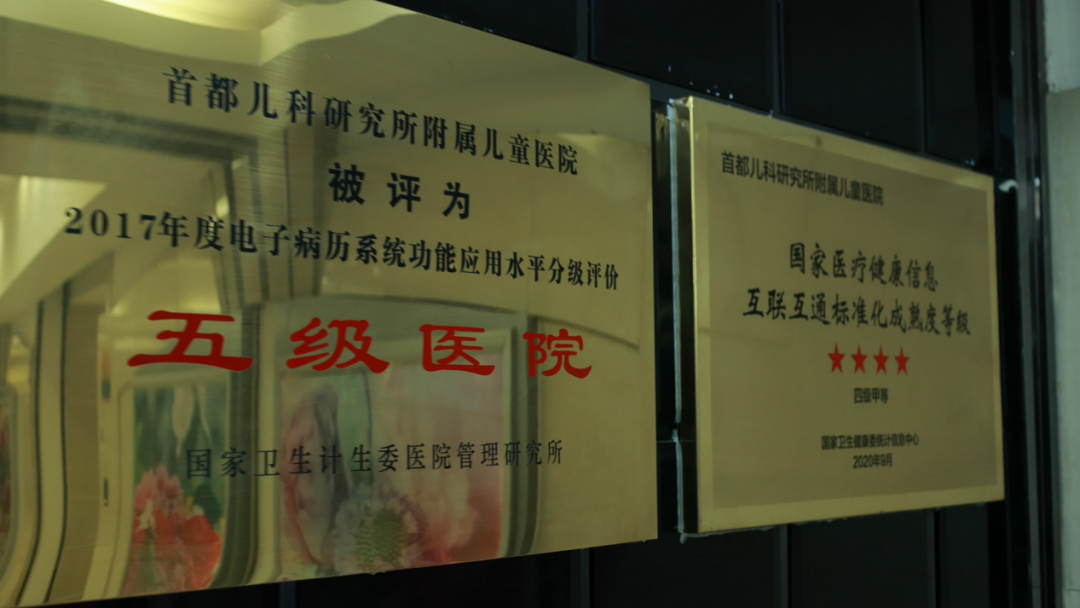 首都儿科研究所附属儿童医院
被评为
2017年度电子病历系统功能应用水平分级评价
五级医院
国家卫生计生委医院管理研究所
首都儿科研究所附属儿童医院
国家医疗健康信息
互联互通标准化成熟度等级
四级甲等
国家卫生健康委统计信息中心
2020年9月